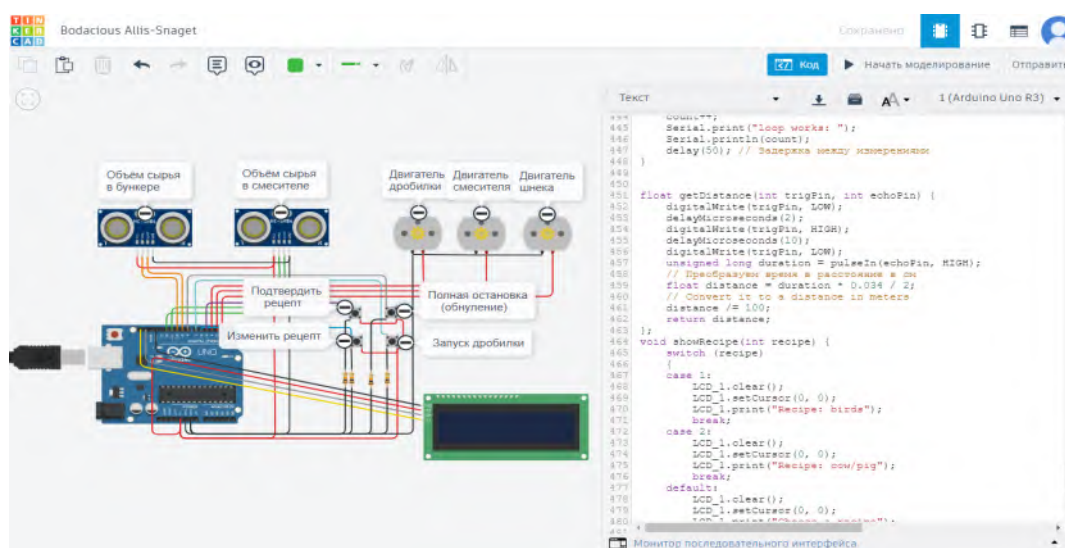 TIN
KER
CAD
Bodacious Allis-Snaget
Сохранено
Код
Начать моделирование
Отправить
Текст
1 (Arduino Uno R3)
Объём сырья
в бункере
Объём сырья
в смесителе
Двигатель
дробилки
Двигатель
смесителя
Двигатель
шнека
Подтвердить
рецепт
Полная остановка
(обнуление)
Изменить рецепт
Запуск дробилки
UNO
444 count++;
445 Serial.print("loop works: ");
446 Serial.println(count);
447 delay(50); // Задержка между измерениями
448 }
449
450
451 float getDistance(int trigPin, int echoPin) {
452 digitalWrite(trigPin, LOW);
453 delayMicroseconds(2);
454 digitalWrite(trigPin, HIGH);
455 delayMicroseconds(10);
456 digitalWrite(trigPin, LOW);
457 unsigned long duration = pulseIn(echoPin, HIGH);
458 // Преобразуем время в расстояние в см
459 float distance = duration * 0.034 / 2;
460 // Convert it to a distance in meters
461 distance /= 100;
462 return distance;
463 };
464 void showRecipe(int recipe) {
465 switch (recipe)
466 {
467 case 1:
468 LCD_1.clear();
469 LCD_1.setCursor(0, 0);
470 LCD_1.print("Recipe: birds");
471 break;
472 case 2:
473 LCD_1.clear();
474 LCD_1.setCursor(0, 0);
475 LCD_1.print("Recipe: cow/pig");
476 break;
477 default:
478 LCD_1.clear();
479 LCD_1.setCursor(0, 0);
480
Монитор последовательного интерфейса